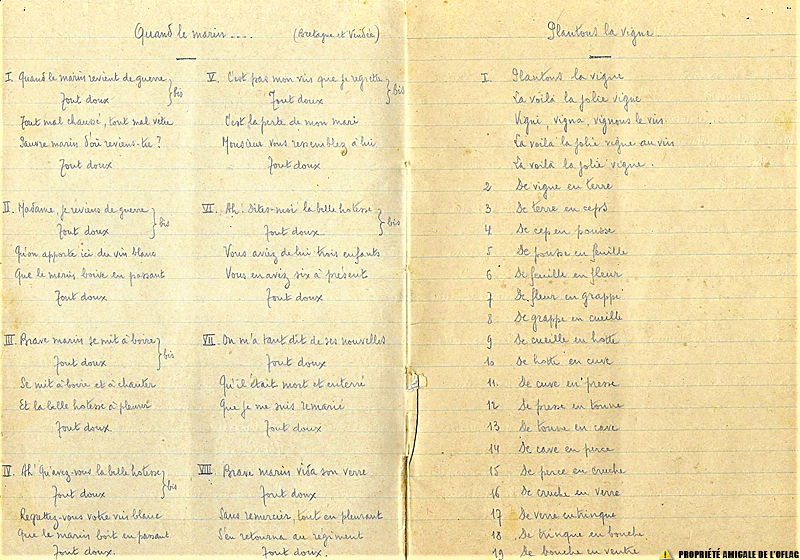 Quand le marin.... (Bretagne et Vendée)
I. Quand le marin revient de guerre
Tout doux } bis
Tout mal chaussé, tout mal vêtu
Pauvre marin d'où reviens-tu ?
Tout doux
II. Madame, je reviens de guerre
Tout doux } bis
Qu'on apporte ici du vin blanc
Que le marin boive en passant
Tout doux
III. Brave marin se mit à boire
Tout doux } bis
Se mit à boire et à chanter
Et la belle hôtesse à pleurer
Tout doux
IV. Ah! Qu'avez-vous la belle hôtesse
Tout doux } bis
Regrettez-vous votre vin blanc
Que le marin boit en passant
Tout doux.
V. C'est pas mon vin que je regrette
Tout doux } bis
C'est la perte de mon mari
Monsieur vous ressemblez à lui
Tout doux
VI. Ah! Dites-moi la belle hôtesse
Tout doux } bis
Vous aviez de lui trois enfants
Vous en avez six à présent
Tout doux
VII. On m'a tant dit de ses nouvelles
Tout doux
Qu'il était mort et enterré
Que je me suis remarié
Tout doux
VIII Brave marin vida son verre
Tout doux
Sans remercier, tout en pleurant
S'en retourna au régiment
Tout doux.
Plantons la vigne
I. Plantons la vigne
La voilà la jolie vigne
Vigni, vigna, vignons le vin
La voilà la jolie vigne au vin
La voilà la jolie vigne.
2 De vigne en terre
3 De terre en ceps
4 De cep en pousse
5 De pousse en feuille
6 De feuille en fleur
7 De fleur en grappe
8 De grappe en cueille
9 De cueille en hotte
10 De hotte en cuve
11. De cuve en presse
12 De presse en tonne
13 De tonne en cave
14 De cave en perce
15 De perce en cruche
16 De cruche en verre
17 De verre en tringue
18 De tringue en bouche
19 De bouche en ventre
PROPRIÉTÉ AMICALE DE L'OFLAG